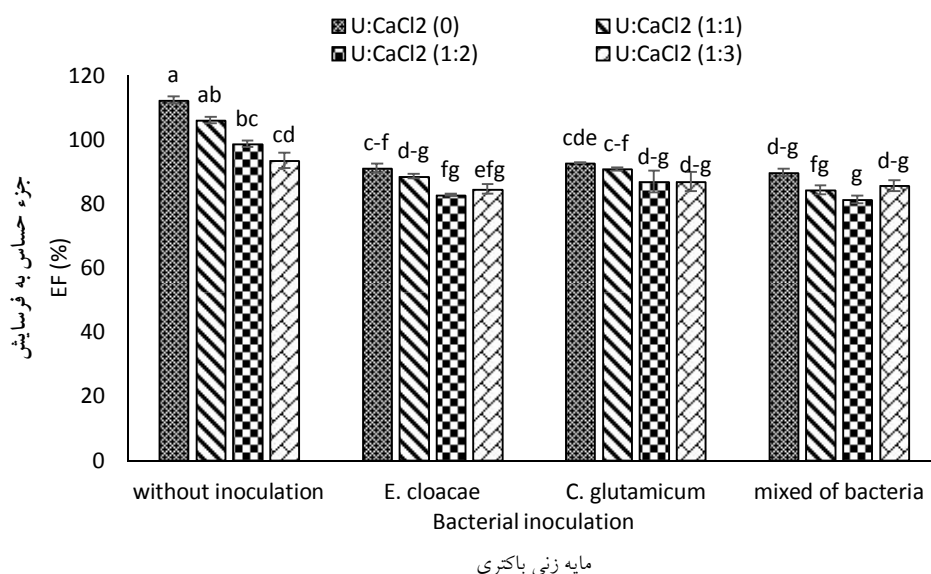 U:CaCl2 (0) U:CaCl2 (1:1)
U:CaCl2 (1:2) U:CaCl2 (1:3)
جزء حساس به فرسایش
EF (%)
120
100
80
60
40
20
0
a ab bc cd
c-f d-g fg efg
cde c-f d-g d-g
d-g fg g d-g
without inoculation E. cloacae C. glutamicum mixed of bacteria
Bacterial inoculation
مایه زنی باکتری